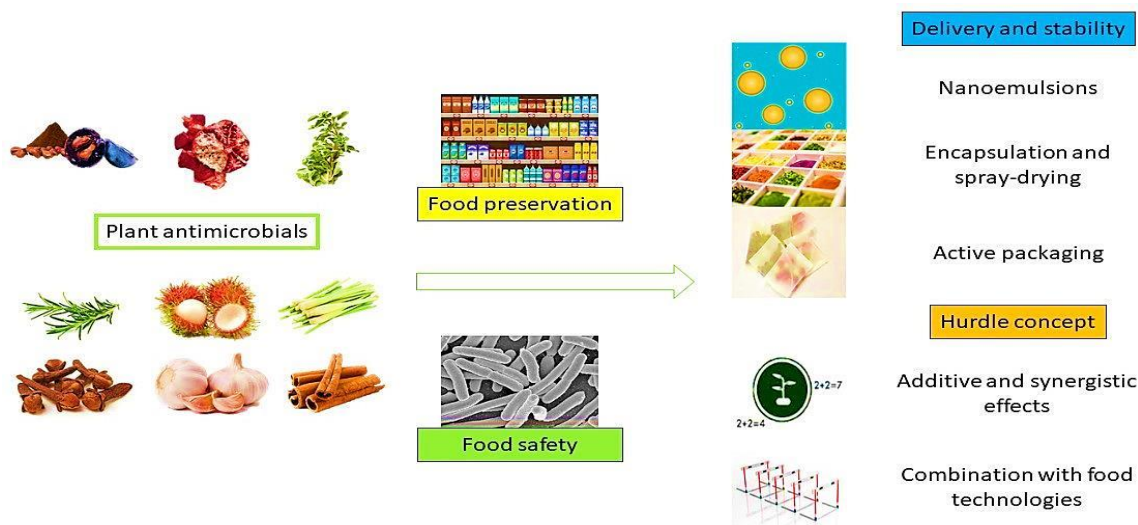 Plant antimicrobials
Food preservation
Food safety
Delivery and stability
Nanoemulsions
Encapsulation and
spray-drying
Active packaging
Hurdle concept
2+2=7
2+2=4
Additive and synergistic
effects
Combination with food
technologies